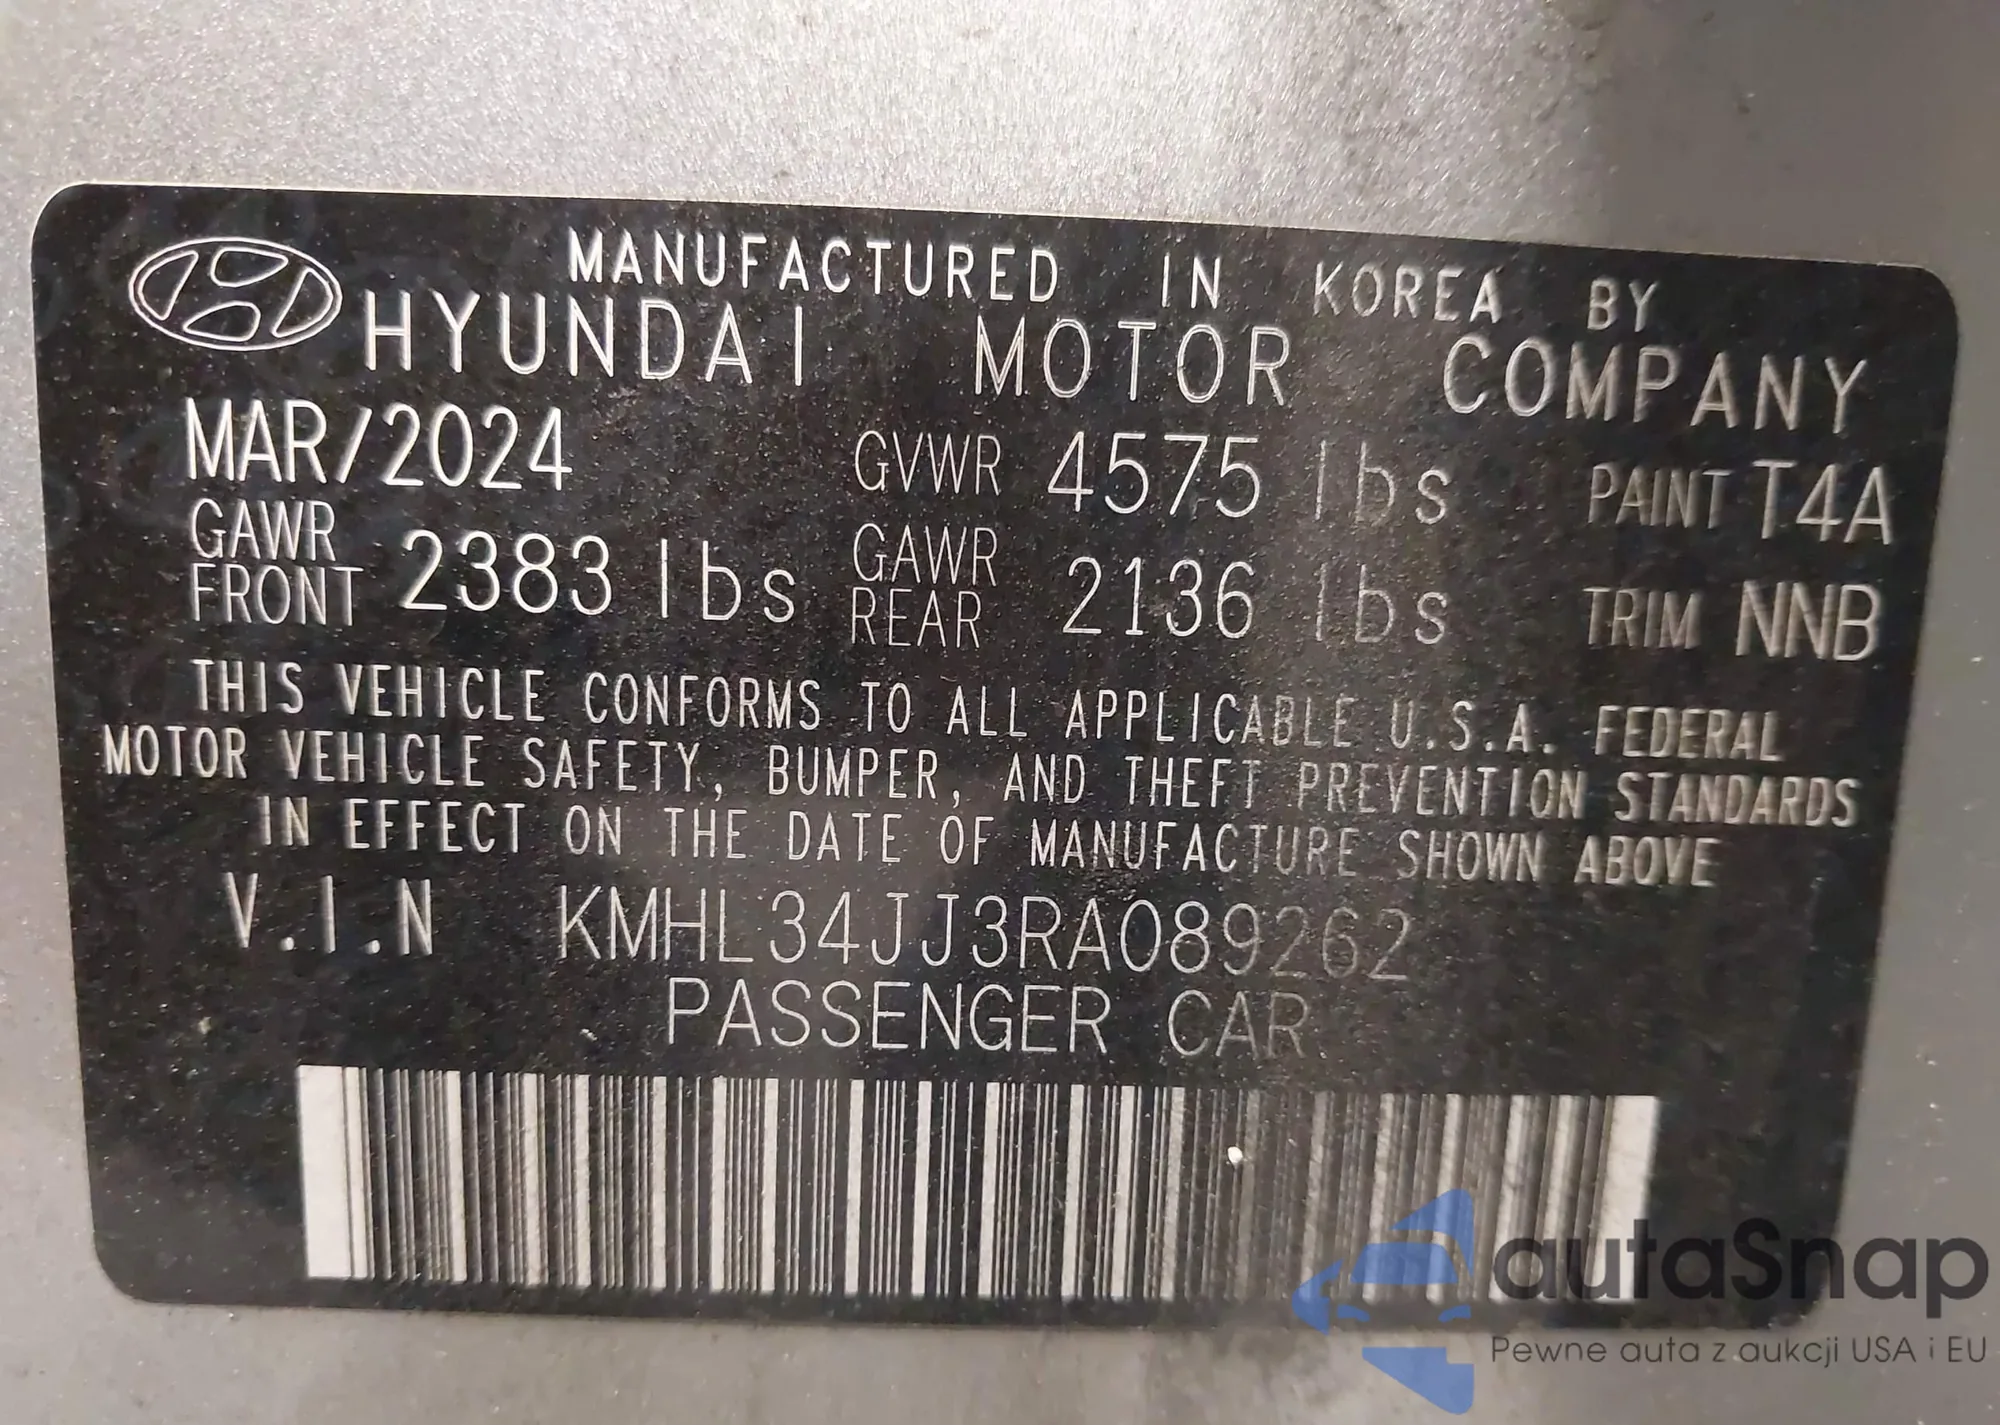 MANUFACTURED IN KOREA BY
HYUNDAI MOTOR COMPANY
MAR/2024 GVWR 4575 lbs PAINT T4A
GAWR FRONT 2383 lbs GAWR REAR 2136 lbs TRIM NNB
THIS VEHICLE CONFORMS TO ALL APPLICABLE U.S.A. FEDERAL
MOTOR VEHICLE SAFETY, BUMPER, AND THEFT PREVENTION STANDARDS
IN EFFECT ON THE DATE OF MANUFACTURE SHOWN ABOVE
V.I.N KMHL34JJ3RA089262
PASSENGER CAR
autaSnap
Pewne auta z aukcji USA i EU